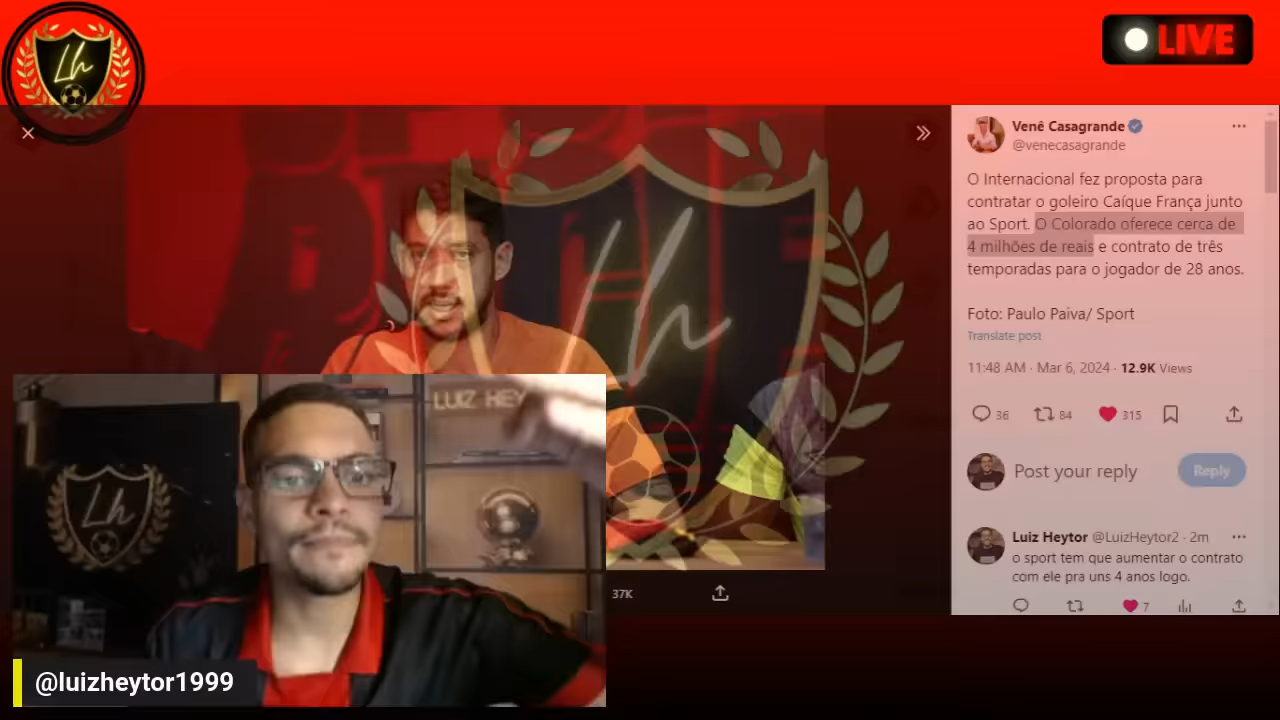 Lh
LIVE
Venê Casagrande
@venecasagrande
O Internacional fez proposta para
contratar o goleiro Caíque França junto
ao Sport. O Colorado oferece cerca de
4 milhões de reais e contrato de três
temporadas para o jogador de 28 anos.
Foto: Paulo Paiva/ Sport
Translate post
11:48 AM · Mar 6, 2024 · 12.9K Views
36 84 315
Post your reply
Reply
Luiz Heytor @LuizHeytor2 · 2m
o sport tem que aumentar o contrato
com ele pra uns 4 anos logo.
7
Lh
37K
LUIZ HEY
Lh
@luizheytor1999